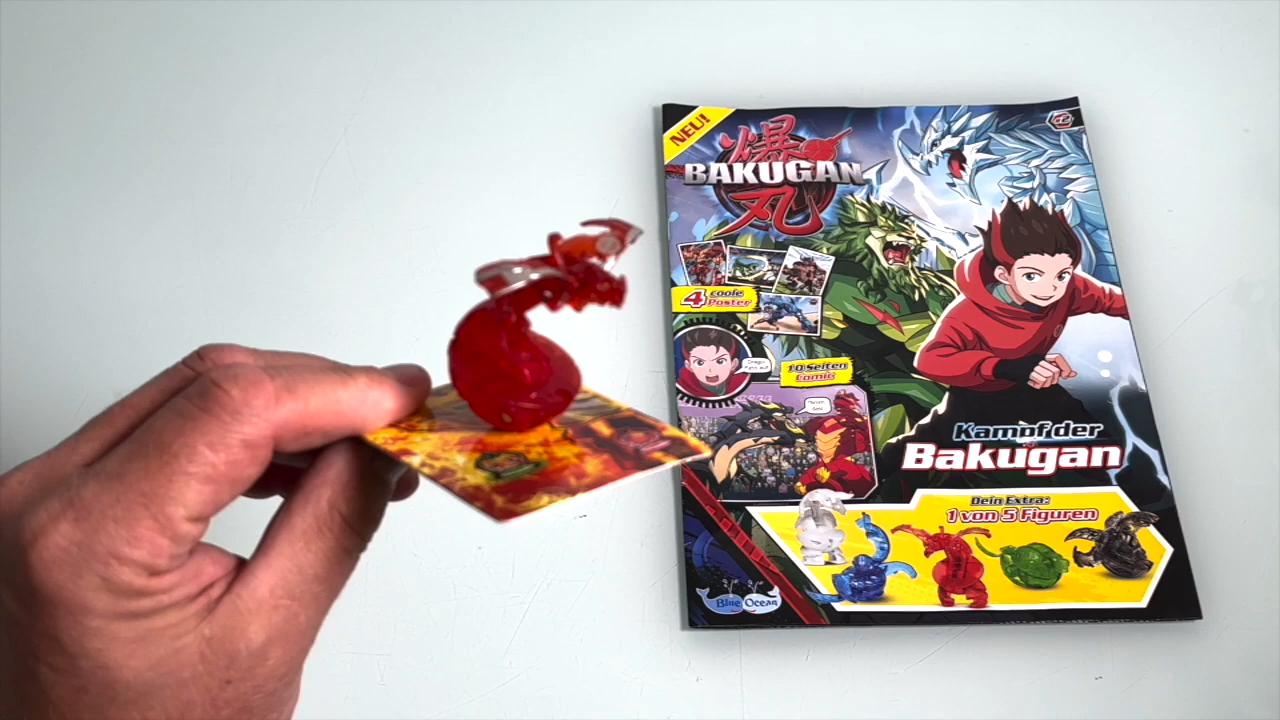 NEU!
爆
BAKUGAN
丸
4 coole
Poster
10 Seiten
Comic
Kampf der
Bakugan
Dein Extra:
1 von 5 Figuren
Blue Ocean